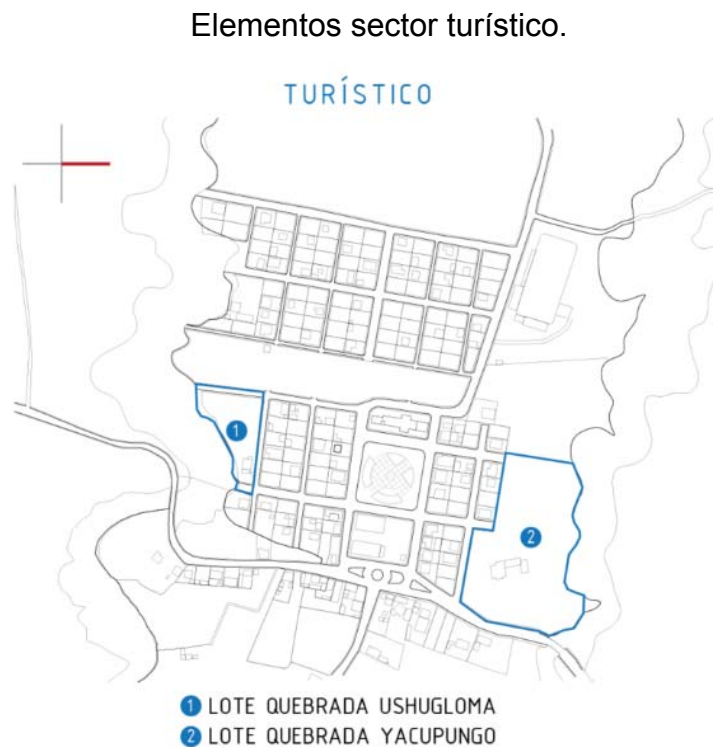 Elementos sector turístico.
TURÍSTICO
1
2
1 LOTE QUEBRADA USHUGLOMA
2 LOTE QUEBRADA YACUPUNGO